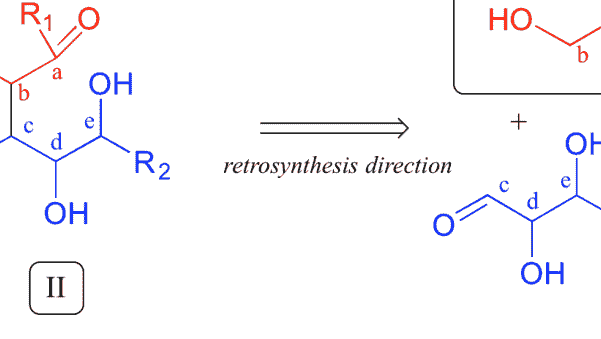 R1 O
HO
a
b
b
OH
c
e
d
+
R2
retrosynthesis direction
OH
c
e
d
OH
O
OH
II